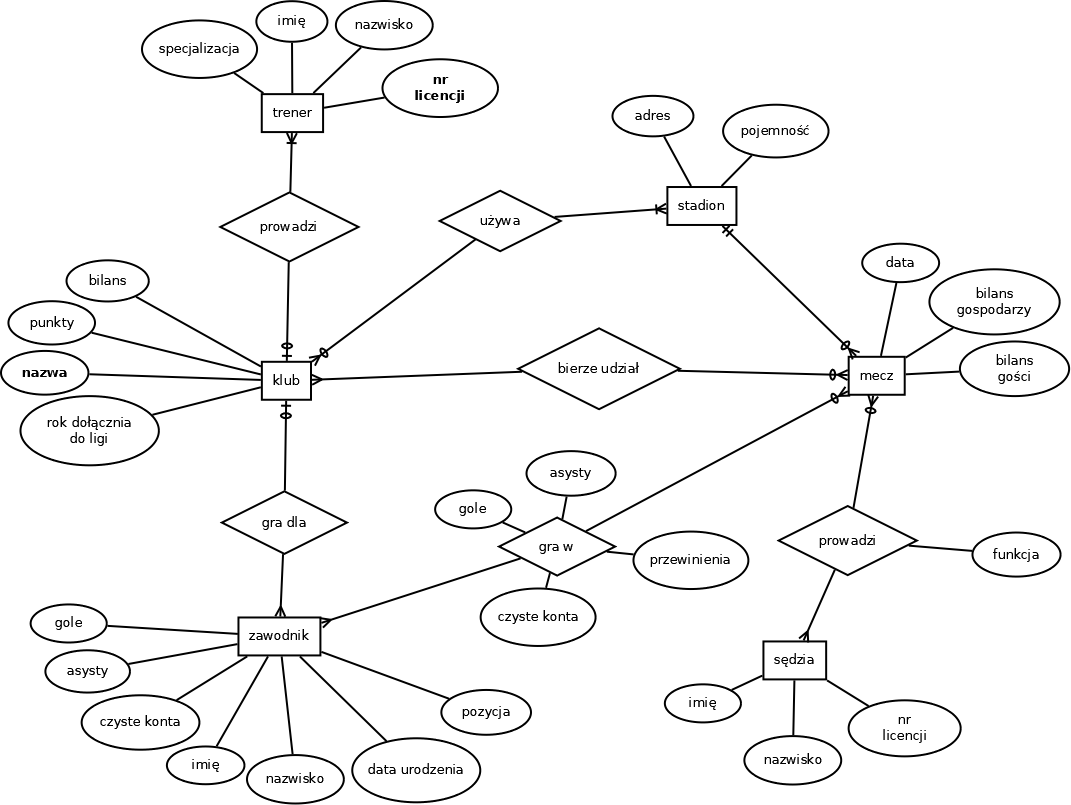 imię
nazwisko
specjalizacja
nr
licencji
trener
adres
pojemność
stadion
prowadzi
używa
bilans
punkty
nazwa
rok dołącznia
do ligi
klub
bierze udział
data
bilans
gospodarzy
bilans
gości
mecz
gra dla
gole
asysty
gra w
przewinienia
czyste konta
prowadzi
funkcja
gole
asysty
czyste konta
imię
nazwisko
data urodzenia
pozycja
zawodnik
sędzia
imię
nazwisko
nr
licencji